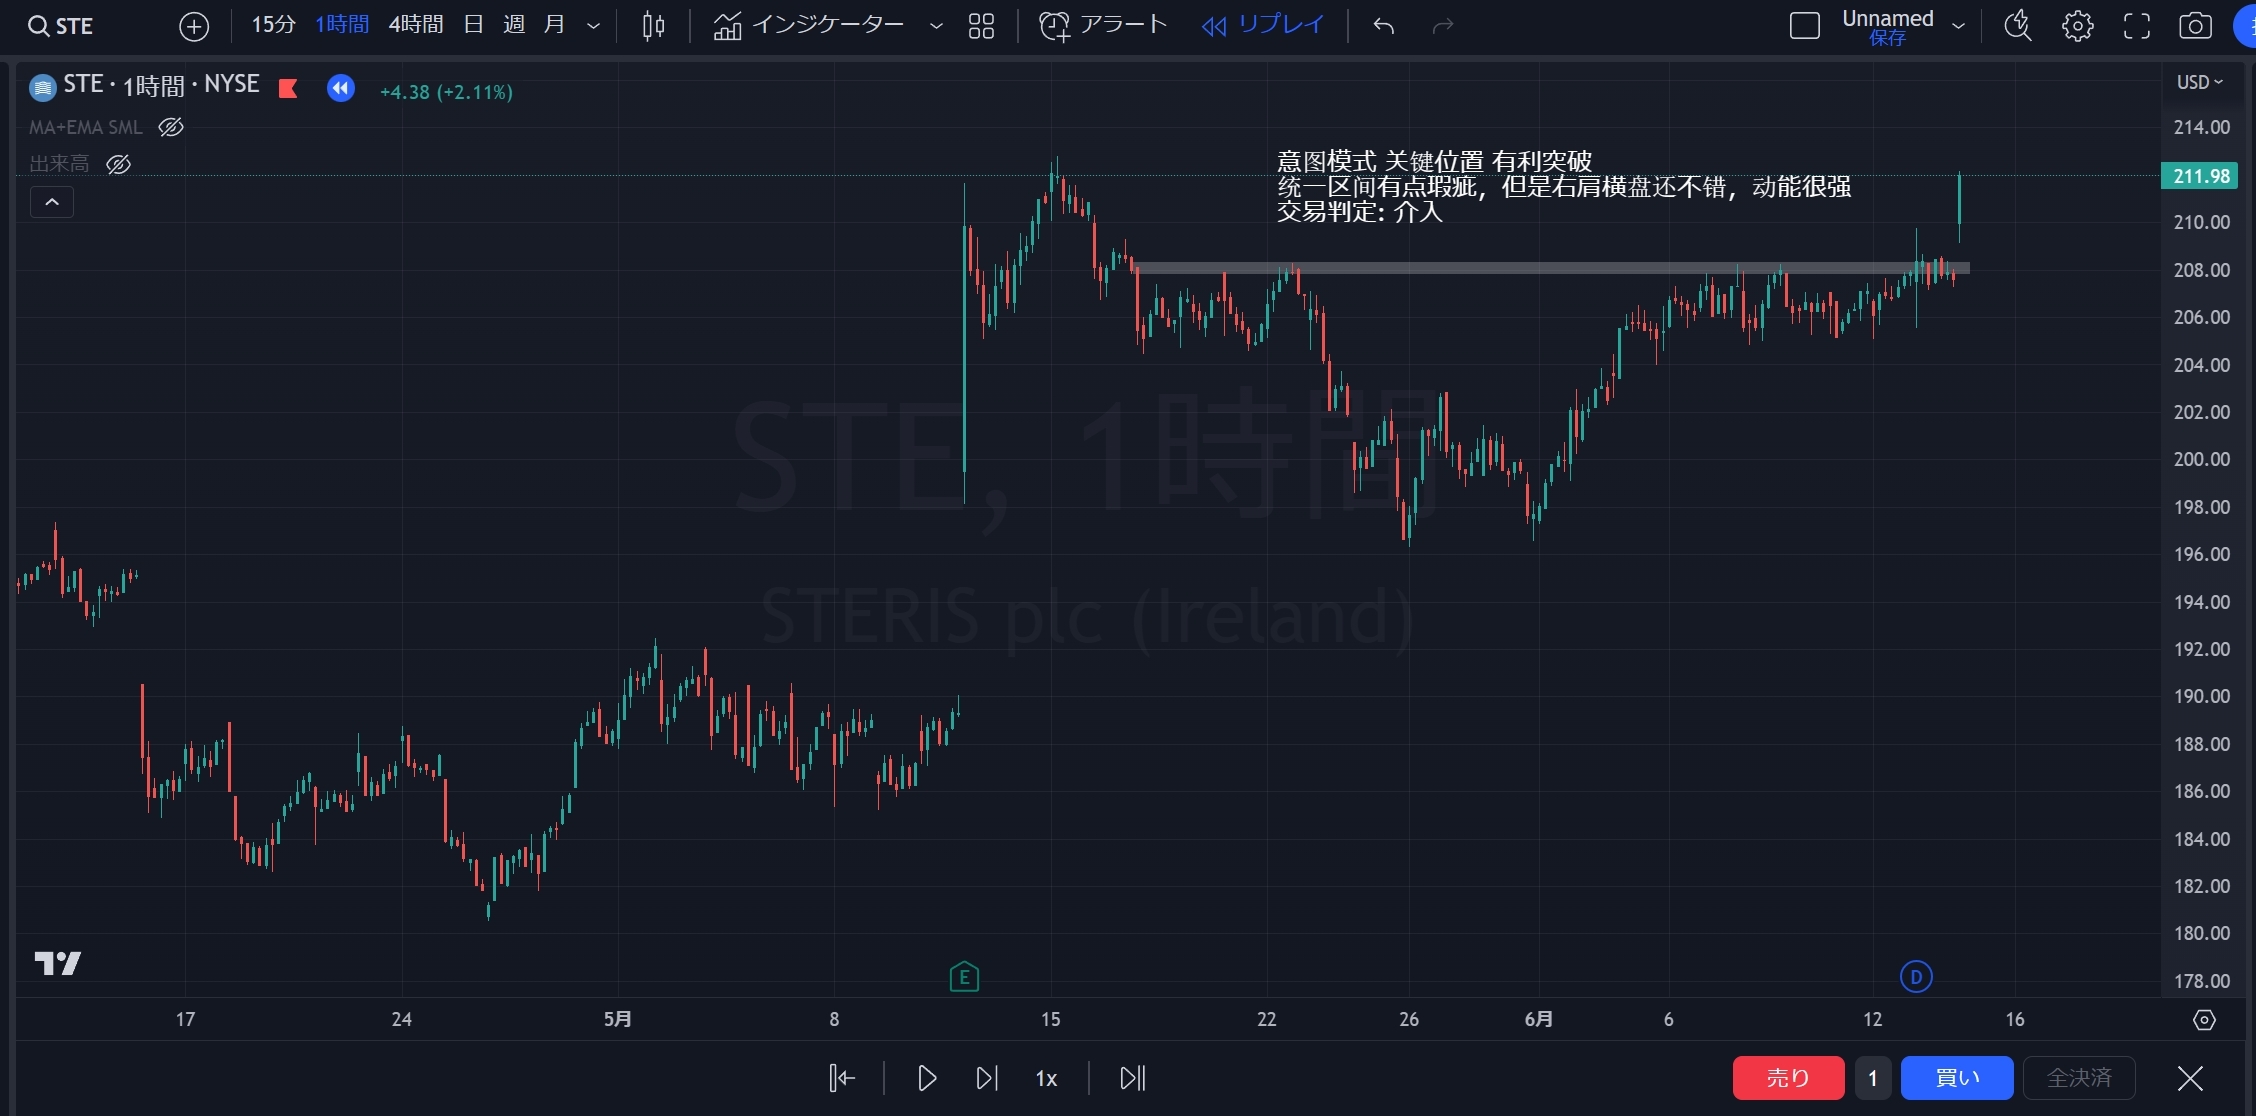 STE 15分 1時間 4時間 日 週 月 インジケーター アラート リプレイ Unnamed 保存
STE · 1時間 · NYSE +4.38 (+2.11%) USD
MA+EMA SML
出来高
意图模式 关键位置 有利突破
统一区间有点瑕疵，但是右肩横盘还不错，动能很强
交易判定: 介入
214.00
211.98
210.00
208.00
206.00
204.00
202.00
200.00
198.00
196.00
194.00
192.00
190.00
188.00
186.00
184.00
182.00
180.00
178.00
STE, 1時間
STERIS plc (Ireland)
E D
17 24 5月 8 15 22 26 6月 6 12 16
1x 売り 1 買い 全決済